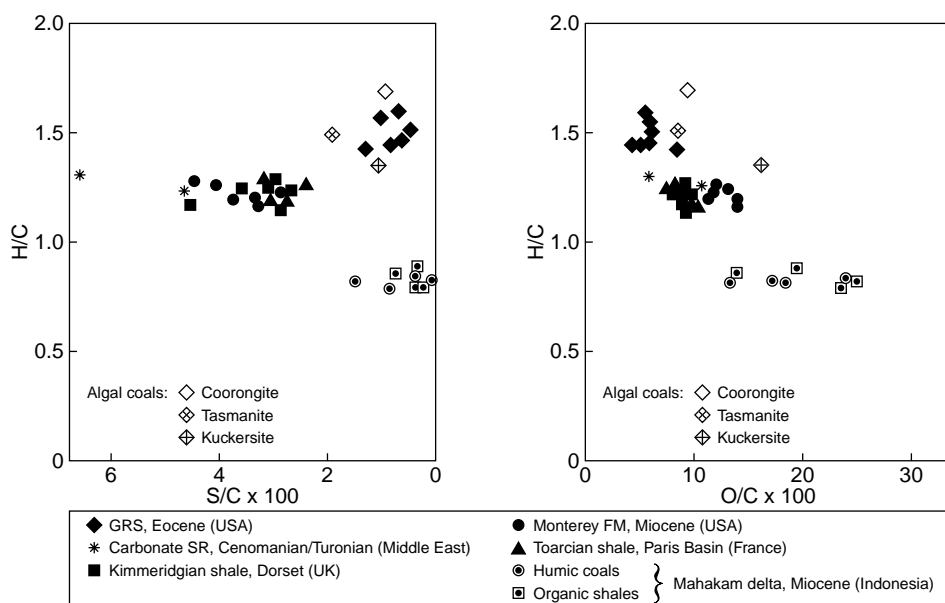 2.0
1.5
1.0
0.5
0
H/C
6
4
2
0
S/C x 100
Algal coals:
Coorongite
Tasmanite
Kuckersite
2.0
1.5
1.0
0.5
0
H/C
0
10
20
30
O/C x 100
Algal coals:
Coorongite
Tasmanite
Kuckersite
GRS, Eocene (USA)
Carbonate SR, Cenomanian/Turonian (Middle East)
Kimmeridgian shale, Dorset (UK)
Monterey FM, Miocene (USA)
Toarcian shale, Paris Basin (France)
Humic coals
Organic shales
Mahakam delta, Miocene (Indonesia)